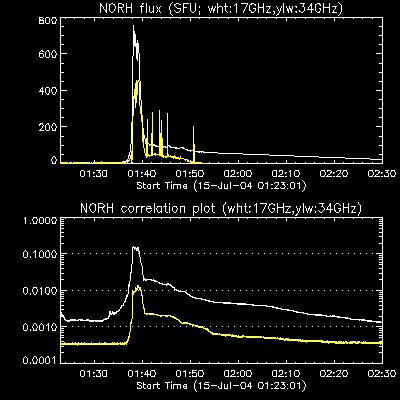 NORH flux (SFU; wht:17GHz,ylw:34GHz)
800
600
400
200
0
01:30 01:40 01:50 02:00 02:10 02:20 02:30
Start Time (15-Jul-04 01:23:01)
NORH correlation plot (wht:17GHz,ylw:34GHz)
1.0000
0.1000
0.0100
0.0010
0.0001
01:30 01:40 01:50 02:00 02:10 02:20 02:30
Start Time (15-Jul-04 01:23:01)